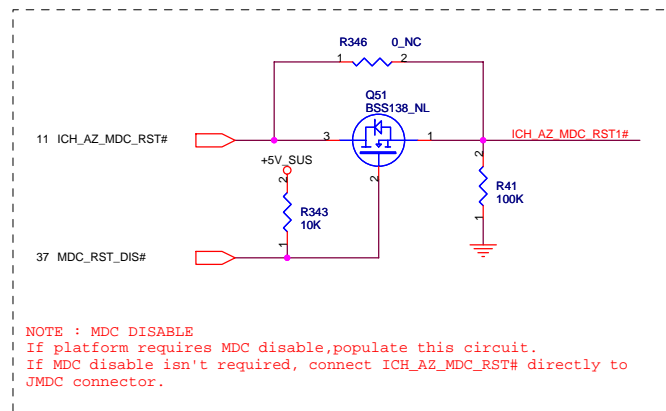 R346 0_NC
1 2
Q51
BSS138_NL
11 ICH_AZ_MDC_RST# 3 1 ICH_AZ_MDC_RST1#
+5V_SUS
2 2 2
R41
100K
R343
10K
1 1
37 MDC_RST_DIS#
NOTE : MDC DISABLE
If platform requires MDC disable,populate this circuit.
If MDC disable isn't required, connect ICH_AZ_MDC_RST# directly to
JMDC connector.